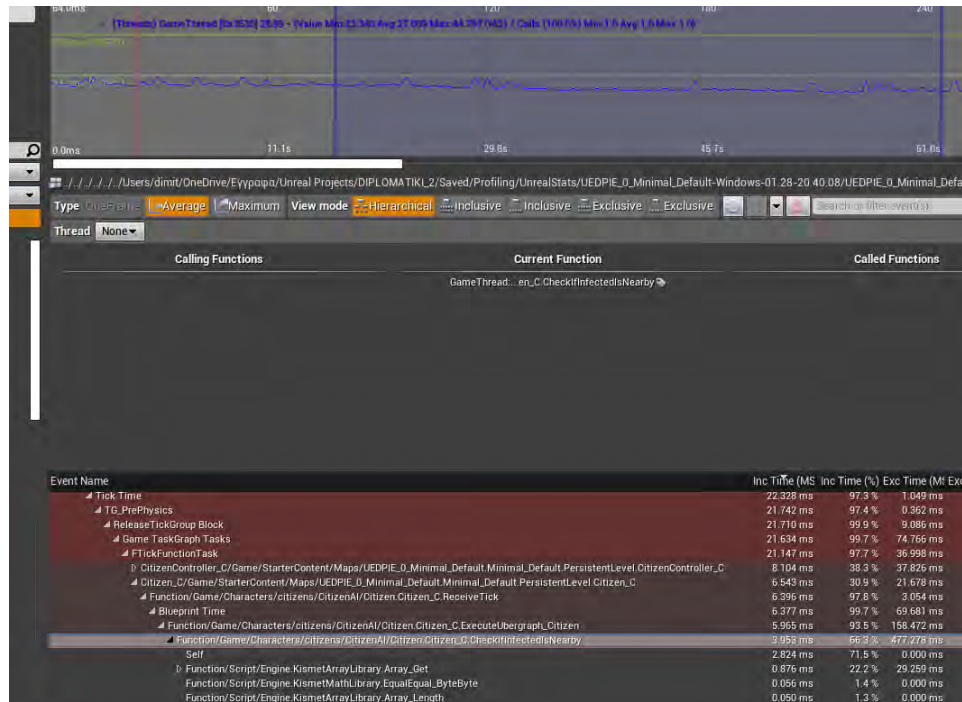 64.0ms 60 120 180 240
0.0ms 11.1s 29.8s 45.7s 61.0s
/Users/dimit/OneDrive/Εγγραφα/Unreal Projects/DIPLOMATIKI_2/Saved/Profiling/UnrealStats/UEDPIE_0_Minimal_Default-Windows-01.28-20.40.08/UEDPIE_0_Minimal_Defa
Type OneFrame Average Maximum View mode Hierarchical Inclusive Inclusive Exclusive Exclusive Search or filter event(s)
Thread None
Calling Functions Current Function Called Functions
GameThread:...en_C.CheckIfInfectedIsNearby
Event Name Inc Time (MS Inc Time (%) Exc Time (MS Exc
Tick Time 22.328 ms 97.3 % 1.049 ms
TG_PrePhysics 21.742 ms 97.4 % 0.362 ms
ReleaseTickGroup Block 21.710 ms 99.9 % 9.086 ms
Game TaskGraph Tasks 21.634 ms 99.7 % 74.766 ms
FTickFunctionTask 21.147 ms 97.7 % 36.998 ms
CitizenController_C/Game/StarterContent/Maps/UEDPIE_0_Minimal_Default.Minimal_Default.PersistentLevel.CitizenController_C 8.104 ms 38.3 % 37.826 ms
Citizen_C/Game/StarterContent/Maps/UEDPIE_0_Minimal_Default.Minimal_Default.PersistentLevel.Citizen_C 6.543 ms 30.9 % 21.678 ms
Function/Game/Characters/citizens/CitizenAI/Citizen.Citizen_C.ReceiveTick 6.396 ms 97.8 % 3.054 ms
Blueprint Time 6.377 ms 99.7 % 69.681 ms
Function/Game/Characters/citizens/CitizenAI/Citizen.Citizen_C.ExecuteUbergraph_Citizen 5.965 ms 93.5 % 158.472 ms
Function/Game/Characters/citizens/CitizenAI/Citizen.Citizen_C.CheckIfInfectedIsNearby 3.953 ms 66.3 % 477.278 ms
Self 2.824 ms 71.5 % 0.000 ms
Function/Script/Engine.KismetArrayLibrary.Array_Get 0.876 ms 22.2 % 29.259 ms
Function/Script/Engine.KismetMathLibrary.EqualEqual_ByteByte 0.056 ms 1.4 % 0.000 ms
Function/Script/Engine.KismetArrayLibrary.Array_Length 0.050 ms 1.3 % 0.000 ms